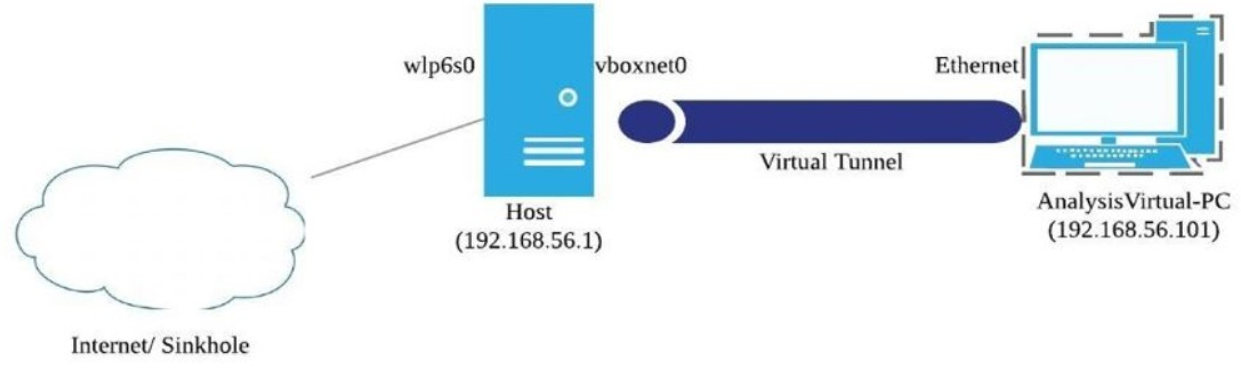 wlp6s0
vboxnet0
Ethernet
Virtual Tunnel
Host
(192.168.56.1)
AnalysisVirtual-PC
(192.168.56.101)
Internet/ Sinkhole